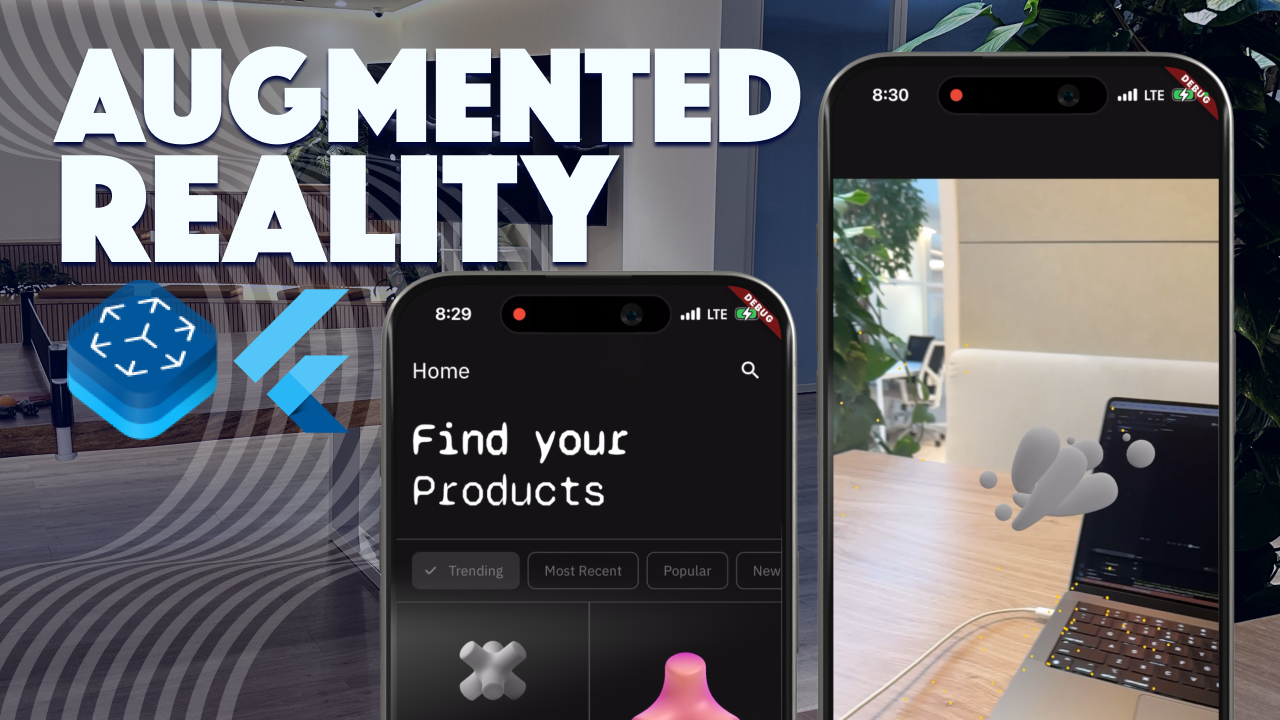 AUGMENTED
REALITY
8:29
LTE
DEBUG
Home
Find your
Products
Trending
Most Recent
Popular
New
8:30
LTE
DEBUG